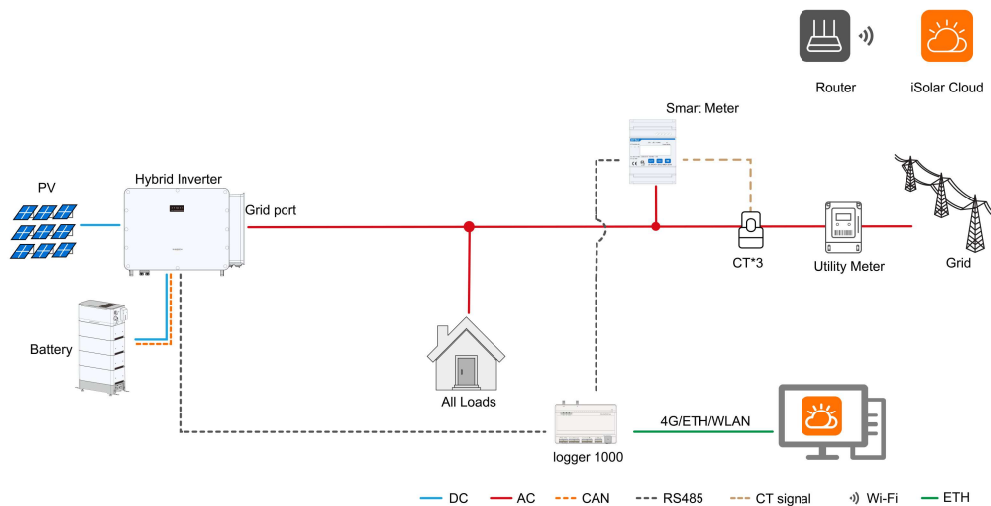 Router
iSolar Cloud
Smar: Meter
PV
Hybrid Inverter
Grid pcrt
CT*3
Utility Meter
Grid
Battery
All Loads
4G/ETH/WLAN
logger 1000
DC
AC
CAN
RS485
CT signal
Wi-Fi
ETH